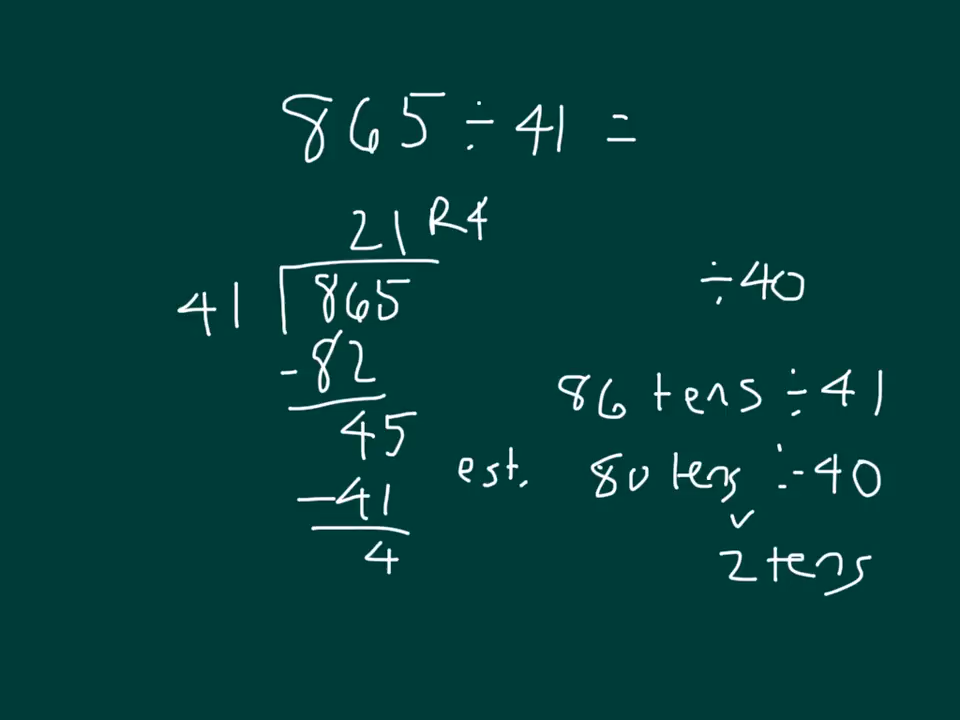 865 ÷ 41 =
21 R4
41 865
-82
45
-41
4
÷40
86 tens ÷ 41
est. 80 tens ÷ 40
2 tens